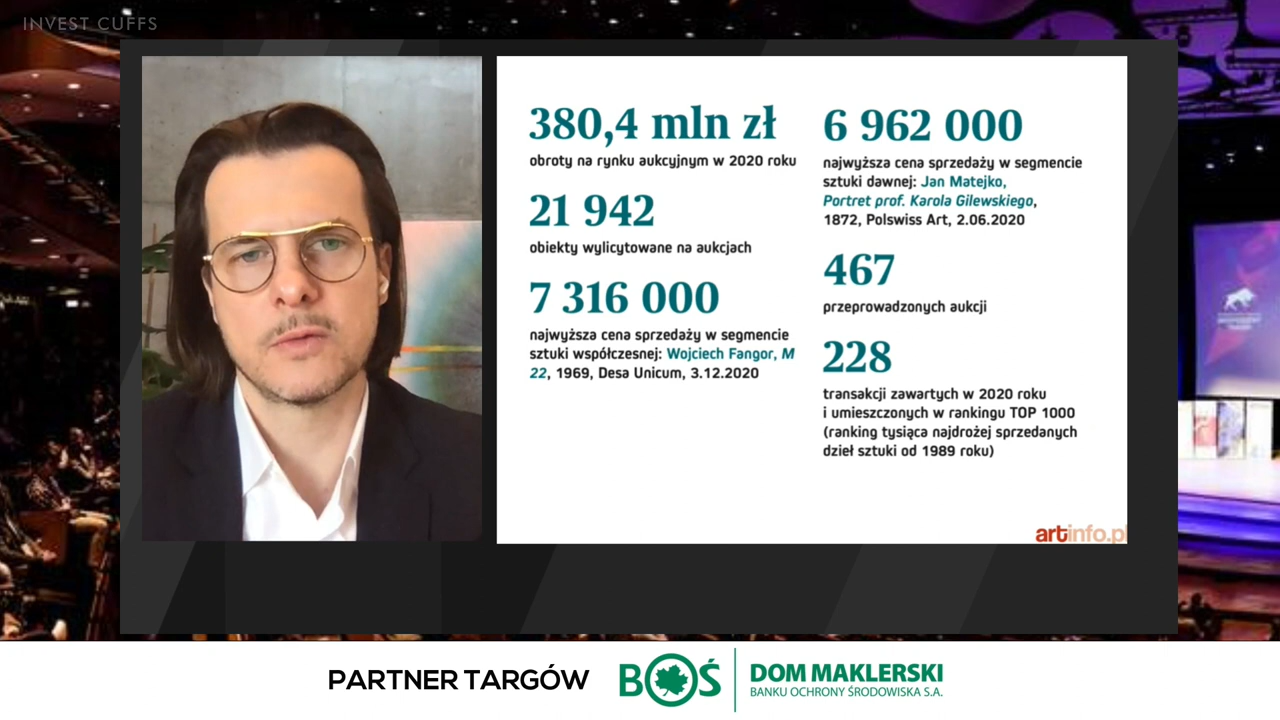 INVEST CUFFS
380,4 mln zł
obroty na rynku aukcyjnym w 2020 roku
21 942
obiekty wylicytowane na aukcjach
7 316 000
najwyższa cena sprzedaży w segmencie
sztuki współczesnej: Wojciech Fangor, M
22, 1969, Desa Unicum, 3.12.2020
6 962 000
najwyższa cena sprzedaży w segmencie
sztuki dawnej: Jan Matejko,
Portret prof. Karola Gilewskiego,
1872, Polswiss Art, 2.06.2020
467
przeprowadzonych aukcji
228
transakcji zawartych w 2020 roku
i umieszczonych w rankingu TOP 1000
(ranking tysiąca najdrożej sprzedanych
dzieł sztuki od 1989 roku)
artinfo.pl
PARTNER TARGÓW
BOŚ
DOM MAKLERSKI
BANKU OCHRONY ŚRODOWISKA S.A.